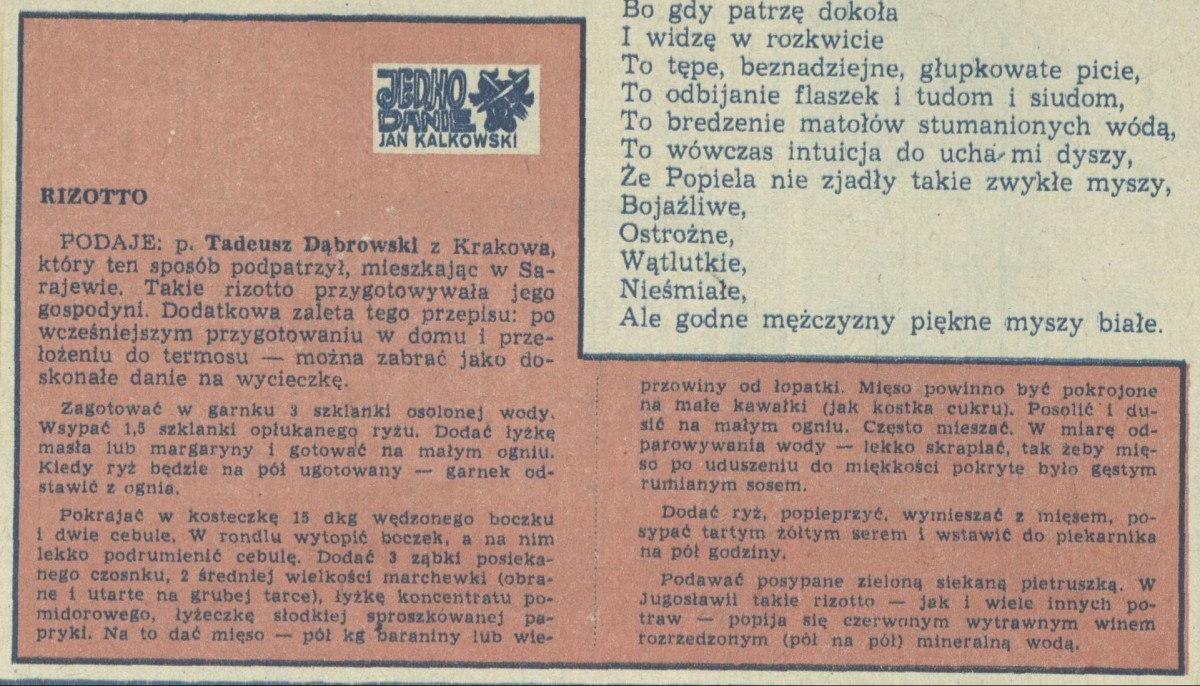 JEDNO
DANIE
JAN KALKOWSKI
RIZOTTO
PODAJE: p. Tadeusz Dąbrowski z Krakowa,
który ten sposób podpatrzył, mieszkając w Sa-
rajewie. Takie rizotto przygotowywała jego
gospodyni. Dodatkowa zaleta tego przepisu: po
wcześniejszym przygotowaniu w domu i prze-
łożeniu do termosu — można zabrać jako do-
skonałe danie na wycieczkę.
Zagotować w garnku 3 szklanki osolonej wody.
Wsypać 1,5 szklanki opłukanego ryżu. Dodać łyżkę
masła lub margaryny i gotować na małym ogniu.
Kiedy ryż będzie na pół ugotowany — garnek od-
stawić z ognia.
Pokrajać w kosteczkę 15 dkg wędzonego boczku
i dwie cebule. W rondlu wytopić boczek, a na nim
lekko podrumienić cebulę. Dodać 3 ząbki posieka-
nego czosnku, 2 średniej wielkości marchewki (obra-
ne i utarte na grubej tarce), łyżkę koncentratu po-
midorowego, łyżeczkę słodkiej sproszkowanej pa-
pryki. Na to dać mięso — pół kg baraniny lub wie-
przowiny od łopatki. Mięso powinno być pokrojone
na małe kawałki (jak kostka cukru). Posolić i du-
sić na małym ogniu. Często mieszać. W miarę od-
parowywania wody — lekko skrapiać, tak żeby mię-
so po uduszeniu do miękkości pokryte było gęstym
rumianym sosem.
Dodać ryż, popieprzyć, wymieszać z mięsem, po-
sypać tartym żółtym serem i wstawić do piekarnika
na pół godziny.
Podawać posypane zieloną siekaną pietruszką. W
Jugosławii takie rizotto — jak i wiele innych po-
traw — popija się czerwonym wytrawnym winem
rozrzedzonym (pół na pół) mineralną wodą.
Bo gdy patrzę dokoła
I widzę w rozkwicie
To tępe, beznadziejne, głupkowate picie,
To odbijanie flaszek i tudom i siudom,
To bredzenie matołów stumanionych wódą,
To wówczas intuicja do ucha mi dyszy,
Że Popiela nie zjadły takie zwykłe myszy,
Bojaźliwe,
Ostrożne,
Wątlutkie,
Nieśmiałe,
Ale godne mężczyzny piękne myszy białe.